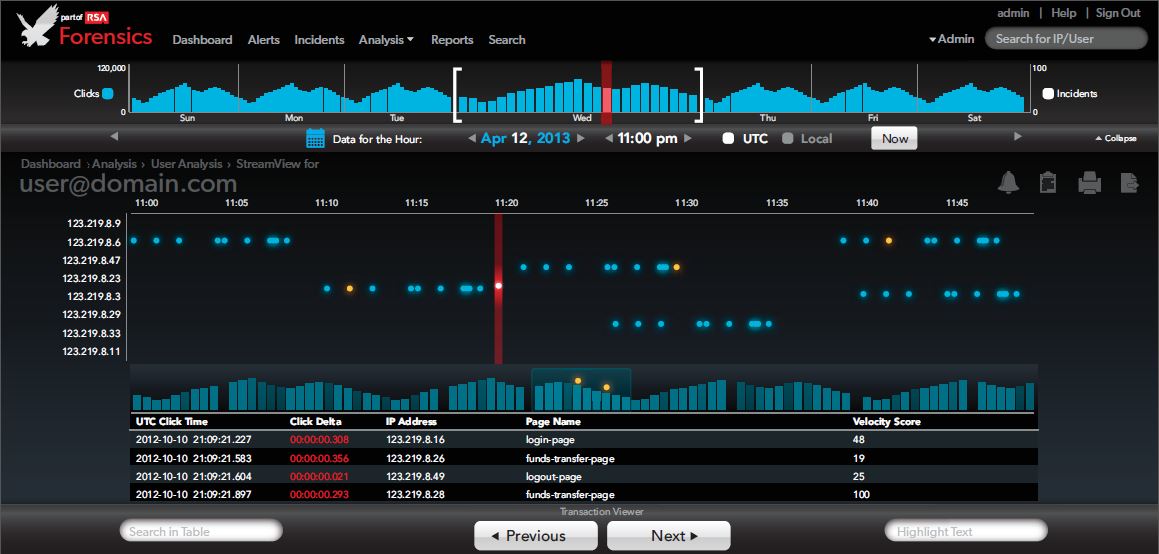 part of RSA
Forensics
Dashboard Alerts Incidents Analysis Reports Search
admin | Help | Sign Out
Admin Search for IP/User
120,000
Clicks
0
Sun Mon Tue Wed Thu Fri Sat
100
Incidents
0
Data for the Hour: Apr 12, 2013 11:00 pm UTC Local Now Collapse
Dashboard › Analysis › User Analysis › StreamView for
user@domain.com
11:00 11:05 11:10 11:20 11:25 11:30 11:35 11:40 11:45
123.219.8.9
123.219.8.6
123.219.8.47
123.219.8.23
123.219.8.3
123.219.8.29
123.219.8.33
123.219.8.11
UTC Click Time Click Delta IP Address Page Name Velocity Score
2012-10-10 21:09:21.227 00:00:00.308 123.219.8.16 login-page 48
2012-10-10 21:09:21.583 00:00:00.356 123.219.8.26 funds-transfer-page 19
2012-10-10 21:09:21.604 00:00:00.021 123.219.8.49 logout-page 25
2012-10-10 21:09:21.897 00:00:00.293 123.219.8.28 funds-transfer-page 100
Transaction Viewer
Search in Table Previous Next Highlight Text